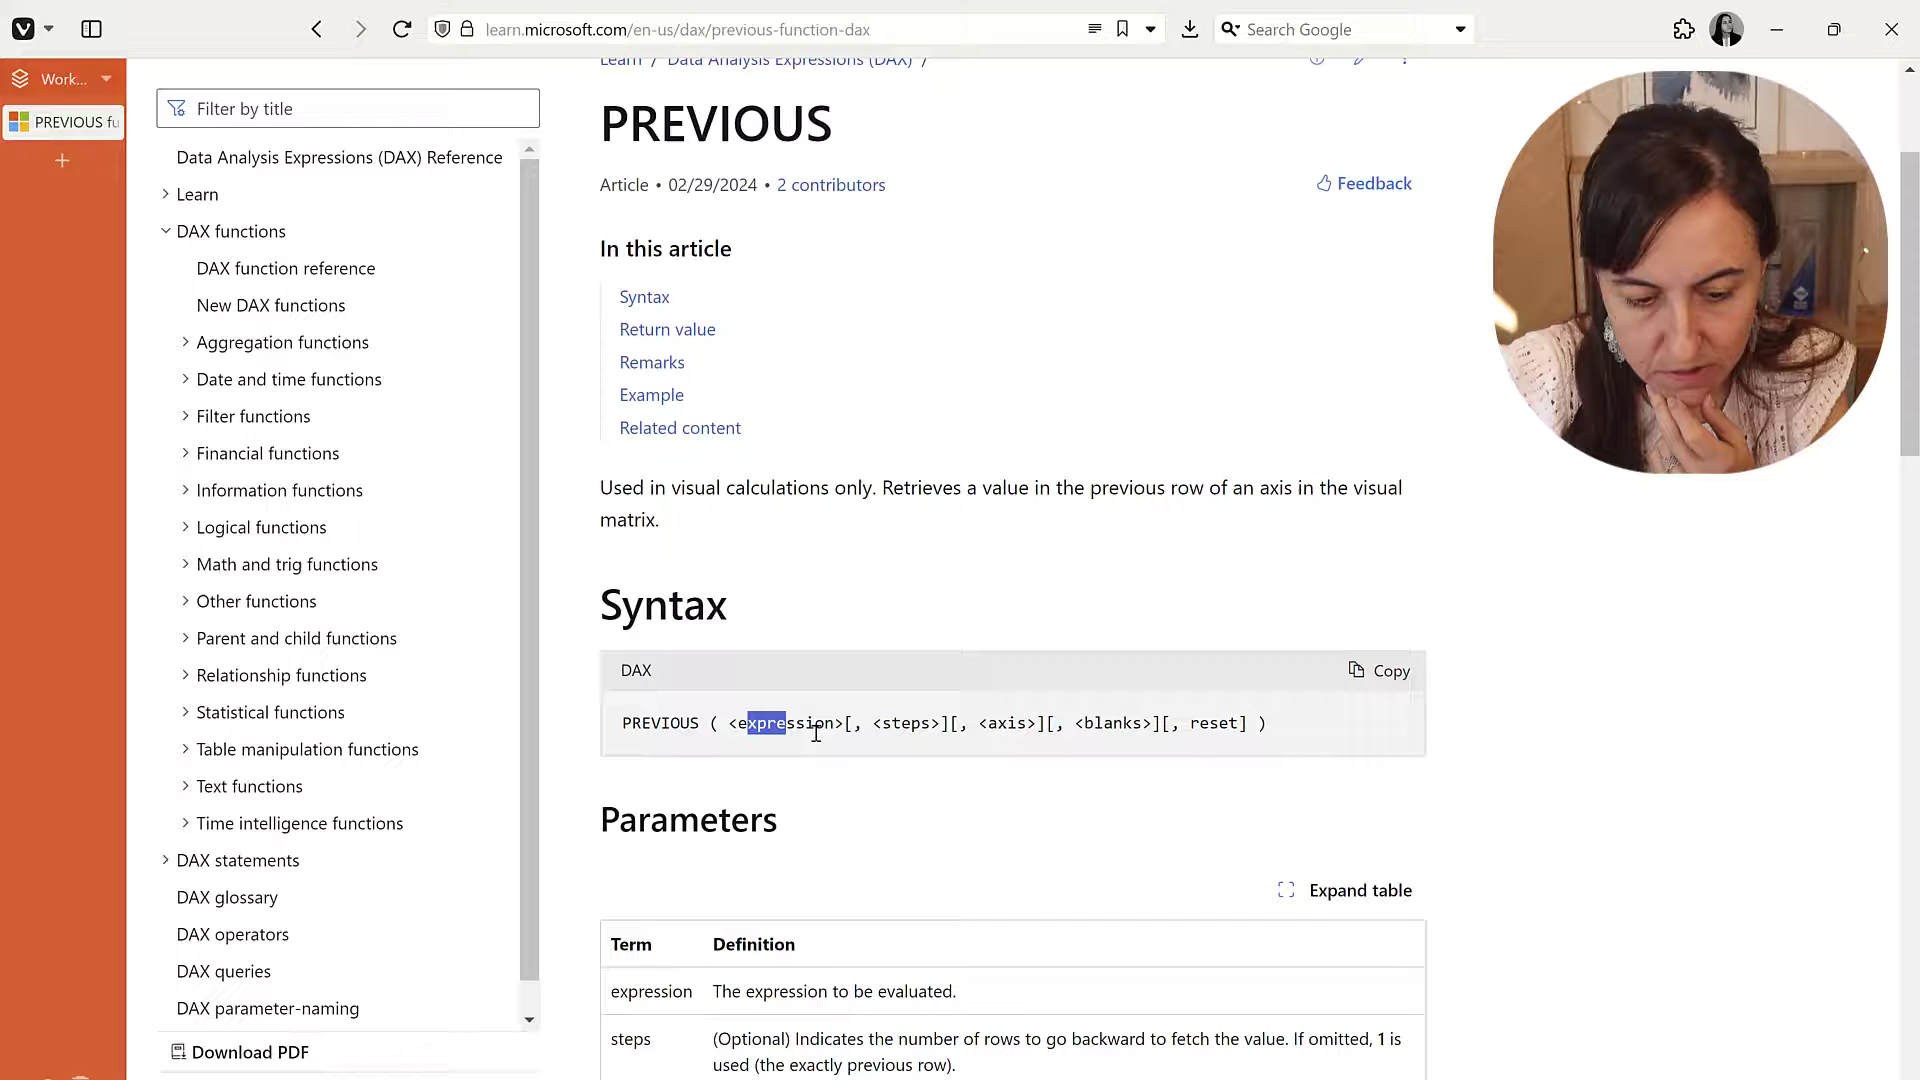 learn.microsoft.com/en-us/dax/previous-function-dax
Search Google
Work...
PREVIOUS fu
Filter by title
Data Analysis Expressions (DAX) Reference
Learn
DAX functions
DAX function reference
New DAX functions
Aggregation functions
Date and time functions
Filter functions
Financial functions
Information functions
Logical functions
Math and trig functions
Other functions
Parent and child functions
Relationship functions
Statistical functions
Table manipulation functions
Text functions
Time intelligence functions
DAX statements
DAX glossary
DAX operators
DAX queries
DAX parameter-naming
Download PDF
Learn / Data Analysis Expressions (DAX) /
PREVIOUS
Article • 02/29/2024 • 2 contributors
Feedback
In this article
Syntax
Return value
Remarks
Example
Related content
Used in visual calculations only. Retrieves a value in the previous row of an axis in the visual
matrix.
Syntax
DAX
Copy
PREVIOUS ( <expression>[, <steps>][, <axis>][, <blanks>][, reset] )
Parameters
Expand table
Term Definition
expression The expression to be evaluated.
steps (Optional) Indicates the number of rows to go backward to fetch the value. If omitted, 1 is
used (the exactly previous row).